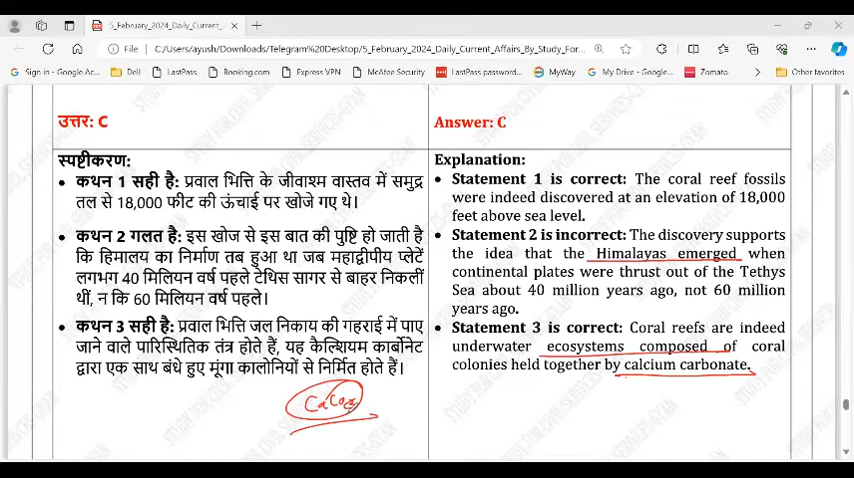 5_February_2024_Daily_Current_
File
C:/Users/ayush/Downloads/Telegram%20Desktop/5_February_2024_Daily_Current_Affairs_By_Study_For...
Sign in - Google Ac...
Dell
LastPass
Booking.com
Express VPN
McAfee Security
LastPass password...
MyWay
My Drive - Google...
Zomato
Other favorites
उत्तर: C
स्पष्टीकरण:
• कथन 1 सही है: प्रवाल भित्ति के जीवाश्म वास्तव में समुद्र
तल से 18,000 फीट की ऊंचाई पर खोजे गए थे।
• कथन 2 गलत है: इस खोज से इस बात की पुष्टि हो जाती है
कि हिमालय का निर्माण तब हुआ था जब महाद्वीपीय प्लेटें
लगभग 40 मिलियन वर्ष पहले टेथिस सागर से बाहर निकलीं
थीं, न कि 60 मिलियन वर्ष पहले।
• कथन 3 सही है: प्रवाल भित्ति जल निकाय की गहराई में पाए
जाने वाले पारिस्थितिक तंत्र होते हैं, यह कैल्शियम कार्बोनेट
द्वारा एक साथ बंधे हुए मूंगा कालोनियों से निर्मित होते हैं।
CaCo3
Answer: C
Explanation:
• Statement 1 is correct: The coral reef fossils
were indeed discovered at an elevation of 18,000
feet above sea level.
• Statement 2 is incorrect: The discovery supports
the idea that the Himalayas emerged when
continental plates were thrust out of the Tethys
Sea about 40 million years ago, not 60 million
years ago.
• Statement 3 is correct: Coral reefs are indeed
underwater ecosystems composed of coral
colonies held together by calcium carbonate.
STUDY FOR CIVIL SERVICES-GYAN